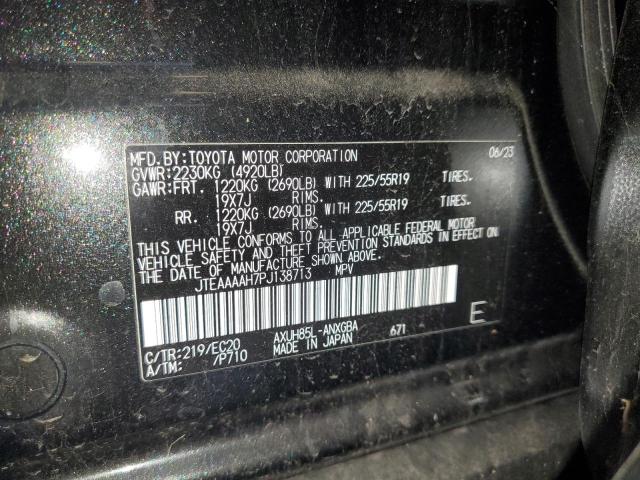 MFD.BY:TOYOTA MOTOR CORPORATION 06/23
GVWR:2230KG (4920LB)
GAWR:FRT. 1220KG (2690LB) WITH 225/55R19 TIRES.
19X7J RIMS.
RR. 1220KG (2690LB) WITH 225/55R19 TIRES.
19X7J RIMS.
THIS VEHICLE CONFORMS TO ALL APPLICABLE FEDERAL MOTOR
VEHICLE SAFETY AND THEFT PREVENTION STANDARDS IN EFFECT ON
THE DATE OF MANUFACTURE SHOWN ABOVE.
JTEAAAAH7PJ138713 MPV
C/TR:219/EC20 AXUH85L-ANXGBA 671 E
A/TM: /P710 MADE IN JAPAN